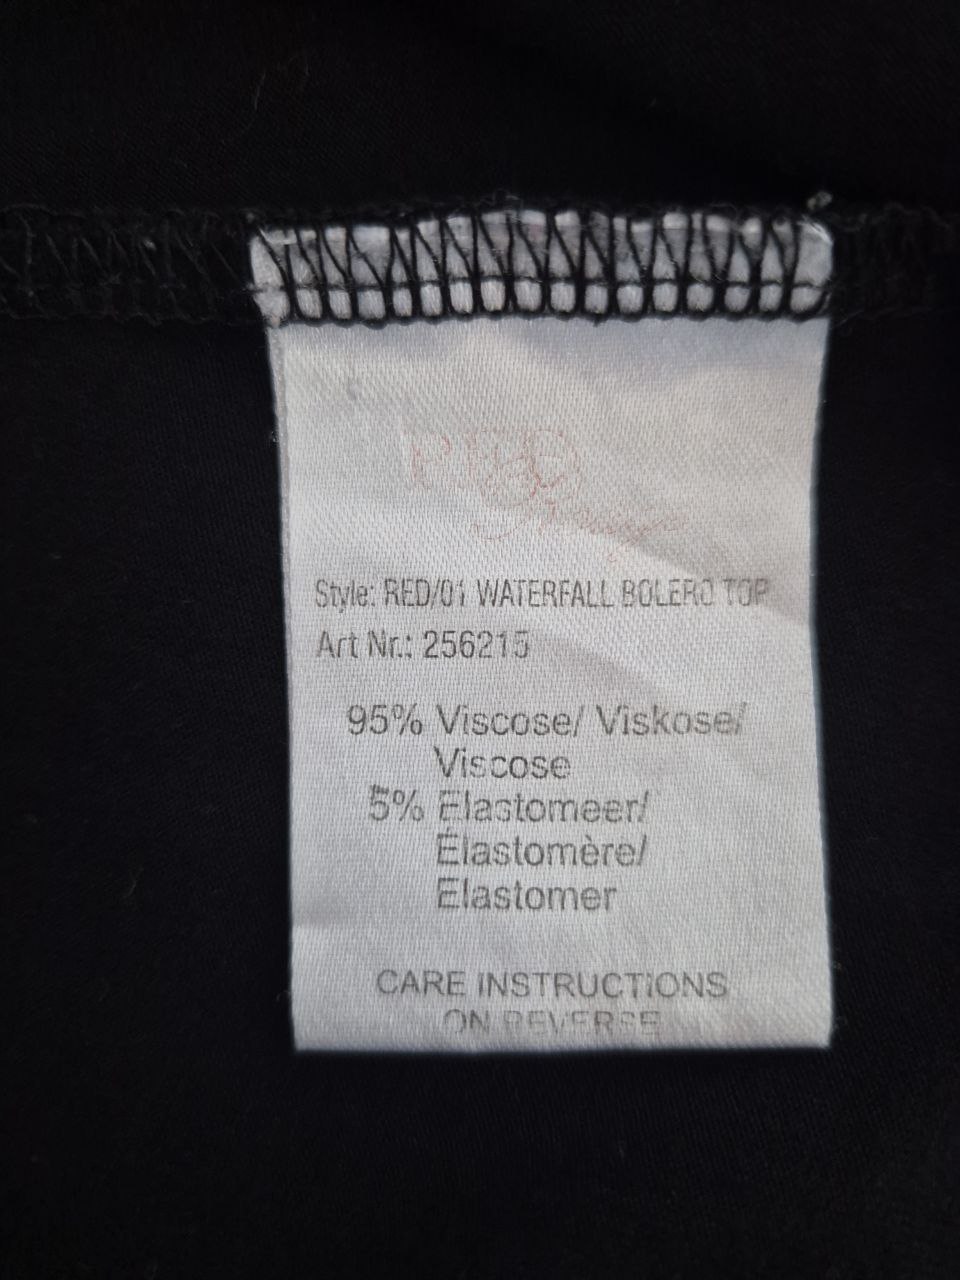 RED
Style: RED/01 WATERFALL BOLERO TOP
Art Nr.: 256215
95% Viscose/ Viskose/
Viscose
5% Elastomeer/
Élastomère/
Elastomer
CARE INSTRUCTIONS
ON REVERSE